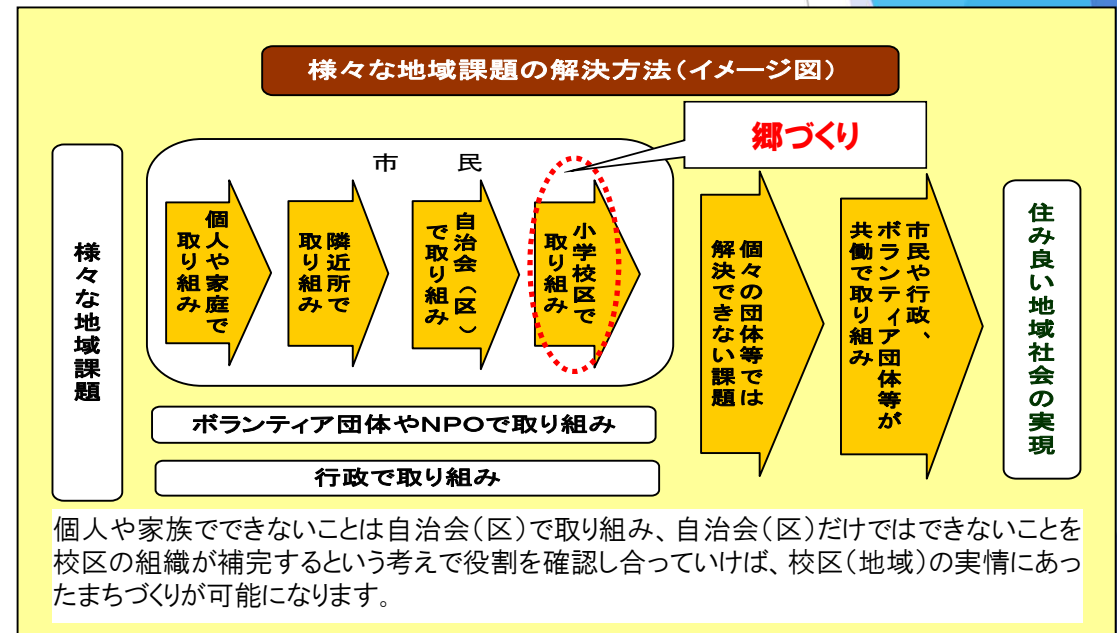 様々な地域課題の解決方法（イメージ図）
郷づくり
市　民
様々な地域課題
個人や家庭で
取り組み
隣近所で
取り組み
自治会（区）
で取り組み
小学校区で
取り組み
個々の団体等では
解決できない課題
市民や行政、
ボランティア団体等が
共働で取り組み
住み良い地域社会の実現
ボランティア団体やNPOで取り組み
行政で取り組み
個人や家族でできないことは自治会（区）で取り組み、自治会（区）だけではできないことを
校区の組織が補完するという考えで役割を確認し合っていけば、校区（地域）の実情にあっ
たまちづくりが可能になります。